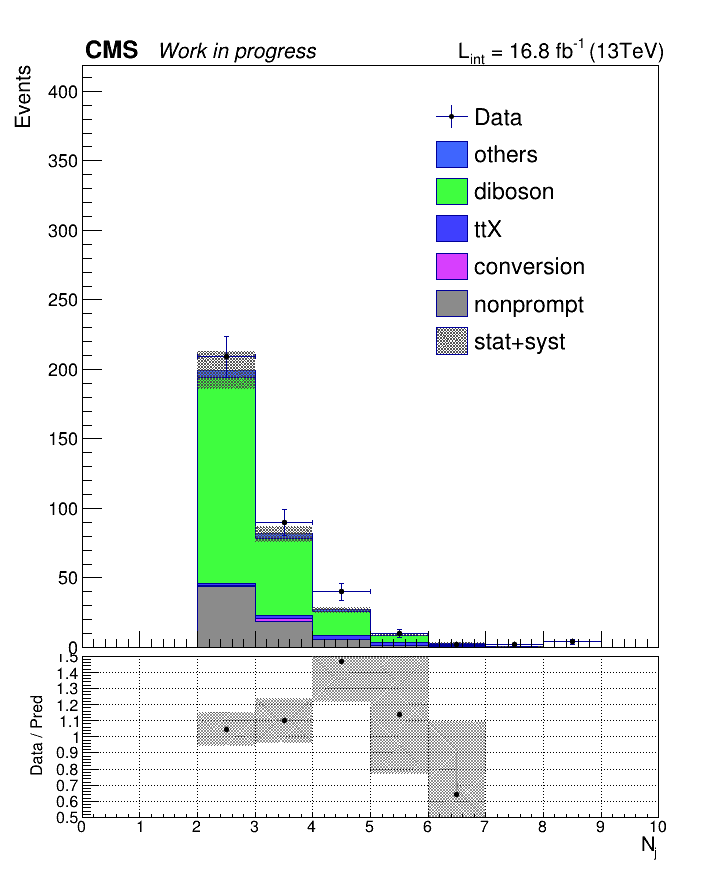 CMS Work in progress L_int = 16.8 fb^-1 (13TeV)
Events
400
350
300
250
200
150
100
50
0
Data
others
diboson
ttX
conversion
nonprompt
stat+syst
Data / Pred
1.5
1.4
1.3
1.2
1.1
1
0.9
0.8
0.7
0.6
0.5
0 1 2 3 4 5 6 7 8 9 10
N_j